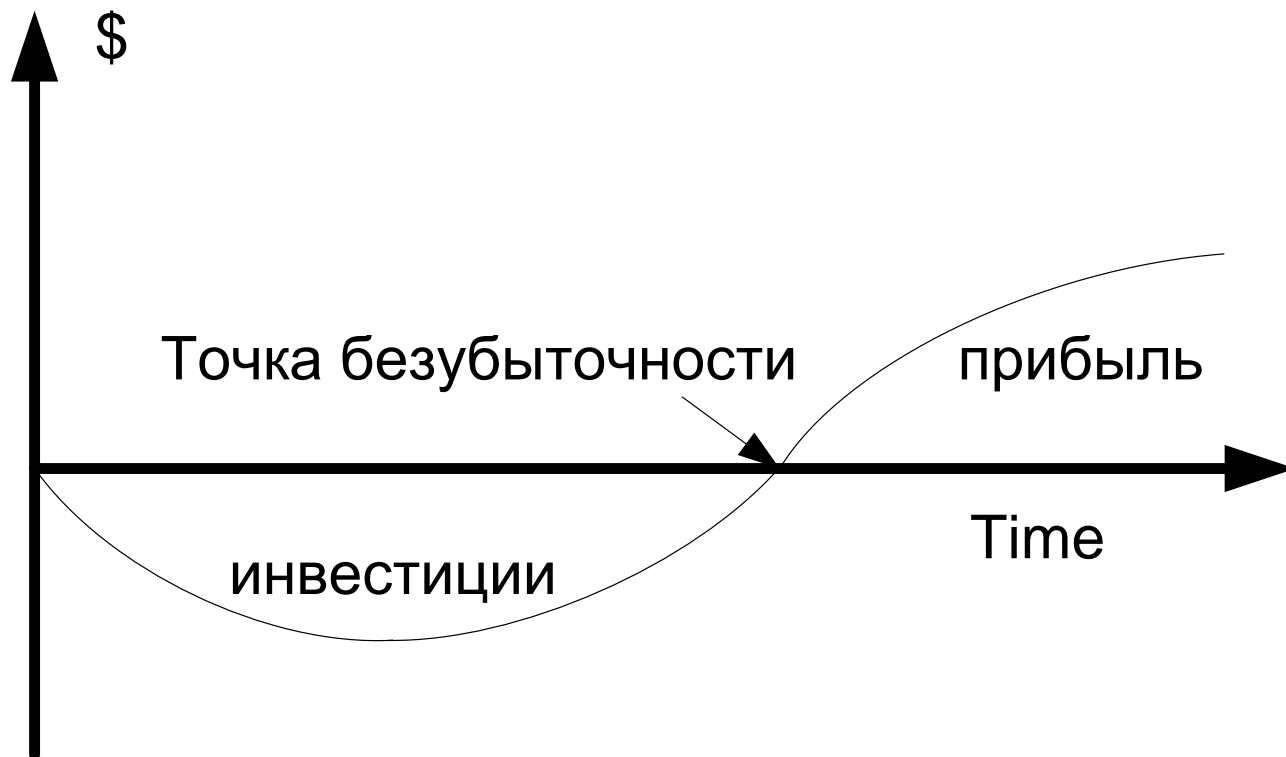 $
Точка безубыточности
прибыль
Time
инвестиции